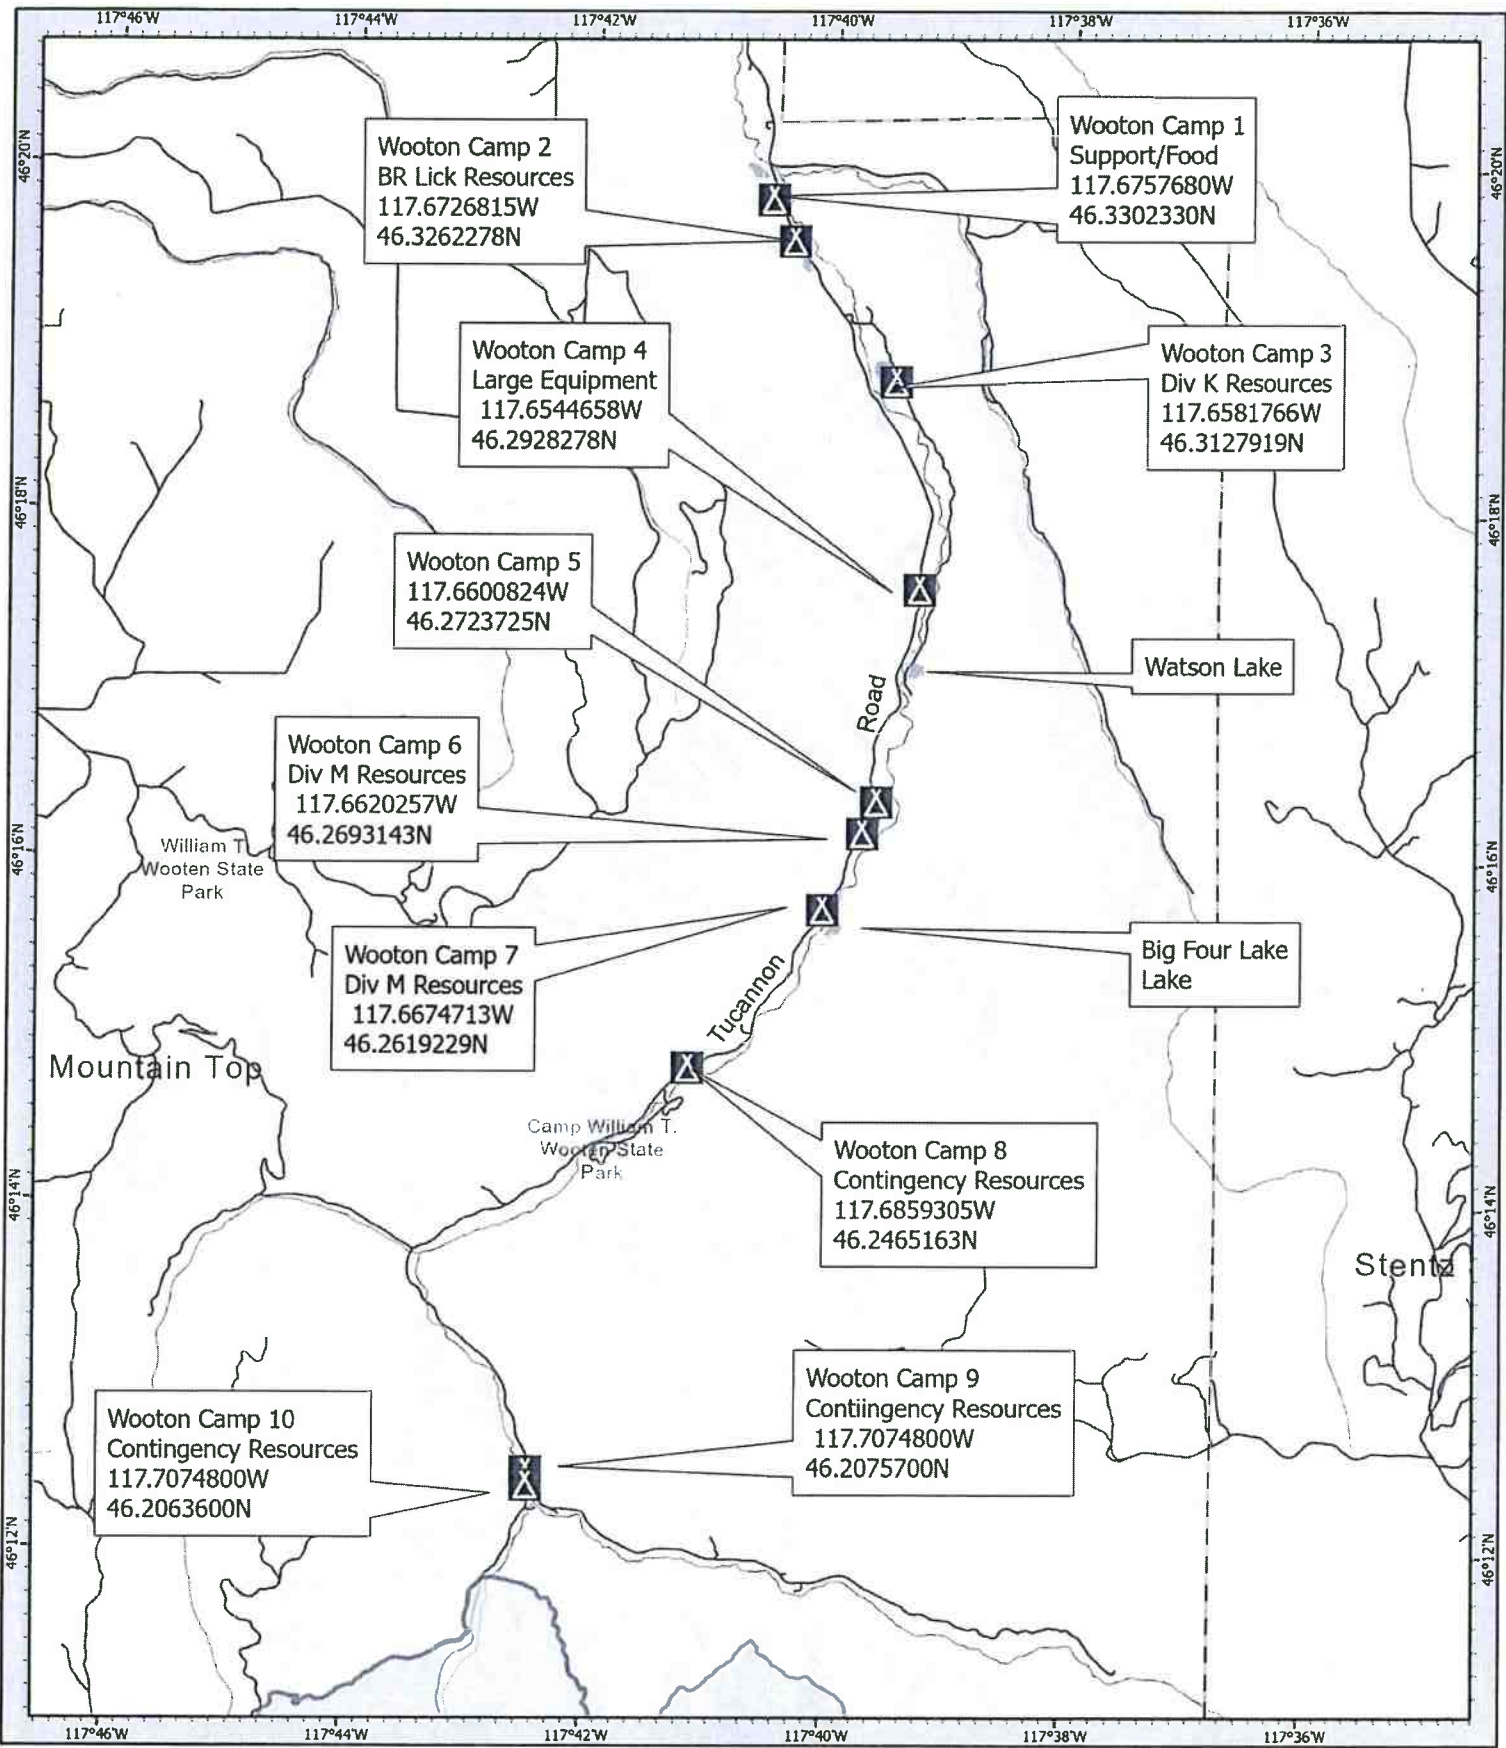 117°46'W
117°44'W
117°42'W
117°40'W
117°38'W
117°36'W
46°20'N
46°20'N
Wooton Camp 1
Support/Food
117.6757680W
46.3302330N
Wooton Camp 2
BR Lick Resources
117.6726815W
46.3262278N
Wooton Camp 4
Large Equipment
117.6544658W
46.2928278N
Wooton Camp 3
Div K Resources
117.6581766W
46.3127919N
46°18'N
46°18'N
Wooton Camp 5
117.6600824W
46.2723725N
Watson Lake
Road
Wooton Camp 6
Div M Resources
117.6620257W
46.2693143N
46°16'N
46°16'N
William T.
Wooten State
Park
Wooton Camp 7
Div M Resources
117.6674713W
46.2619229N
Big Four Lake
Lake
Tucannon
Mountain Top
Camp William T.
Wooten State
Park
Wooton Camp 8
Contingency Resources
117.6859305W
46.2465163N
46°14'N
46°14'N
Stentz
Wooton Camp 9
Contiingency Resources
117.7074800W
46.2075700N
Wooton Camp 10
Contingency Resources
117.7074800W
46.2063600N
46°12'N
46°12'N
117°46'W
117°44'W
117°42'W
117°40'W
117°38'W
117°36'W